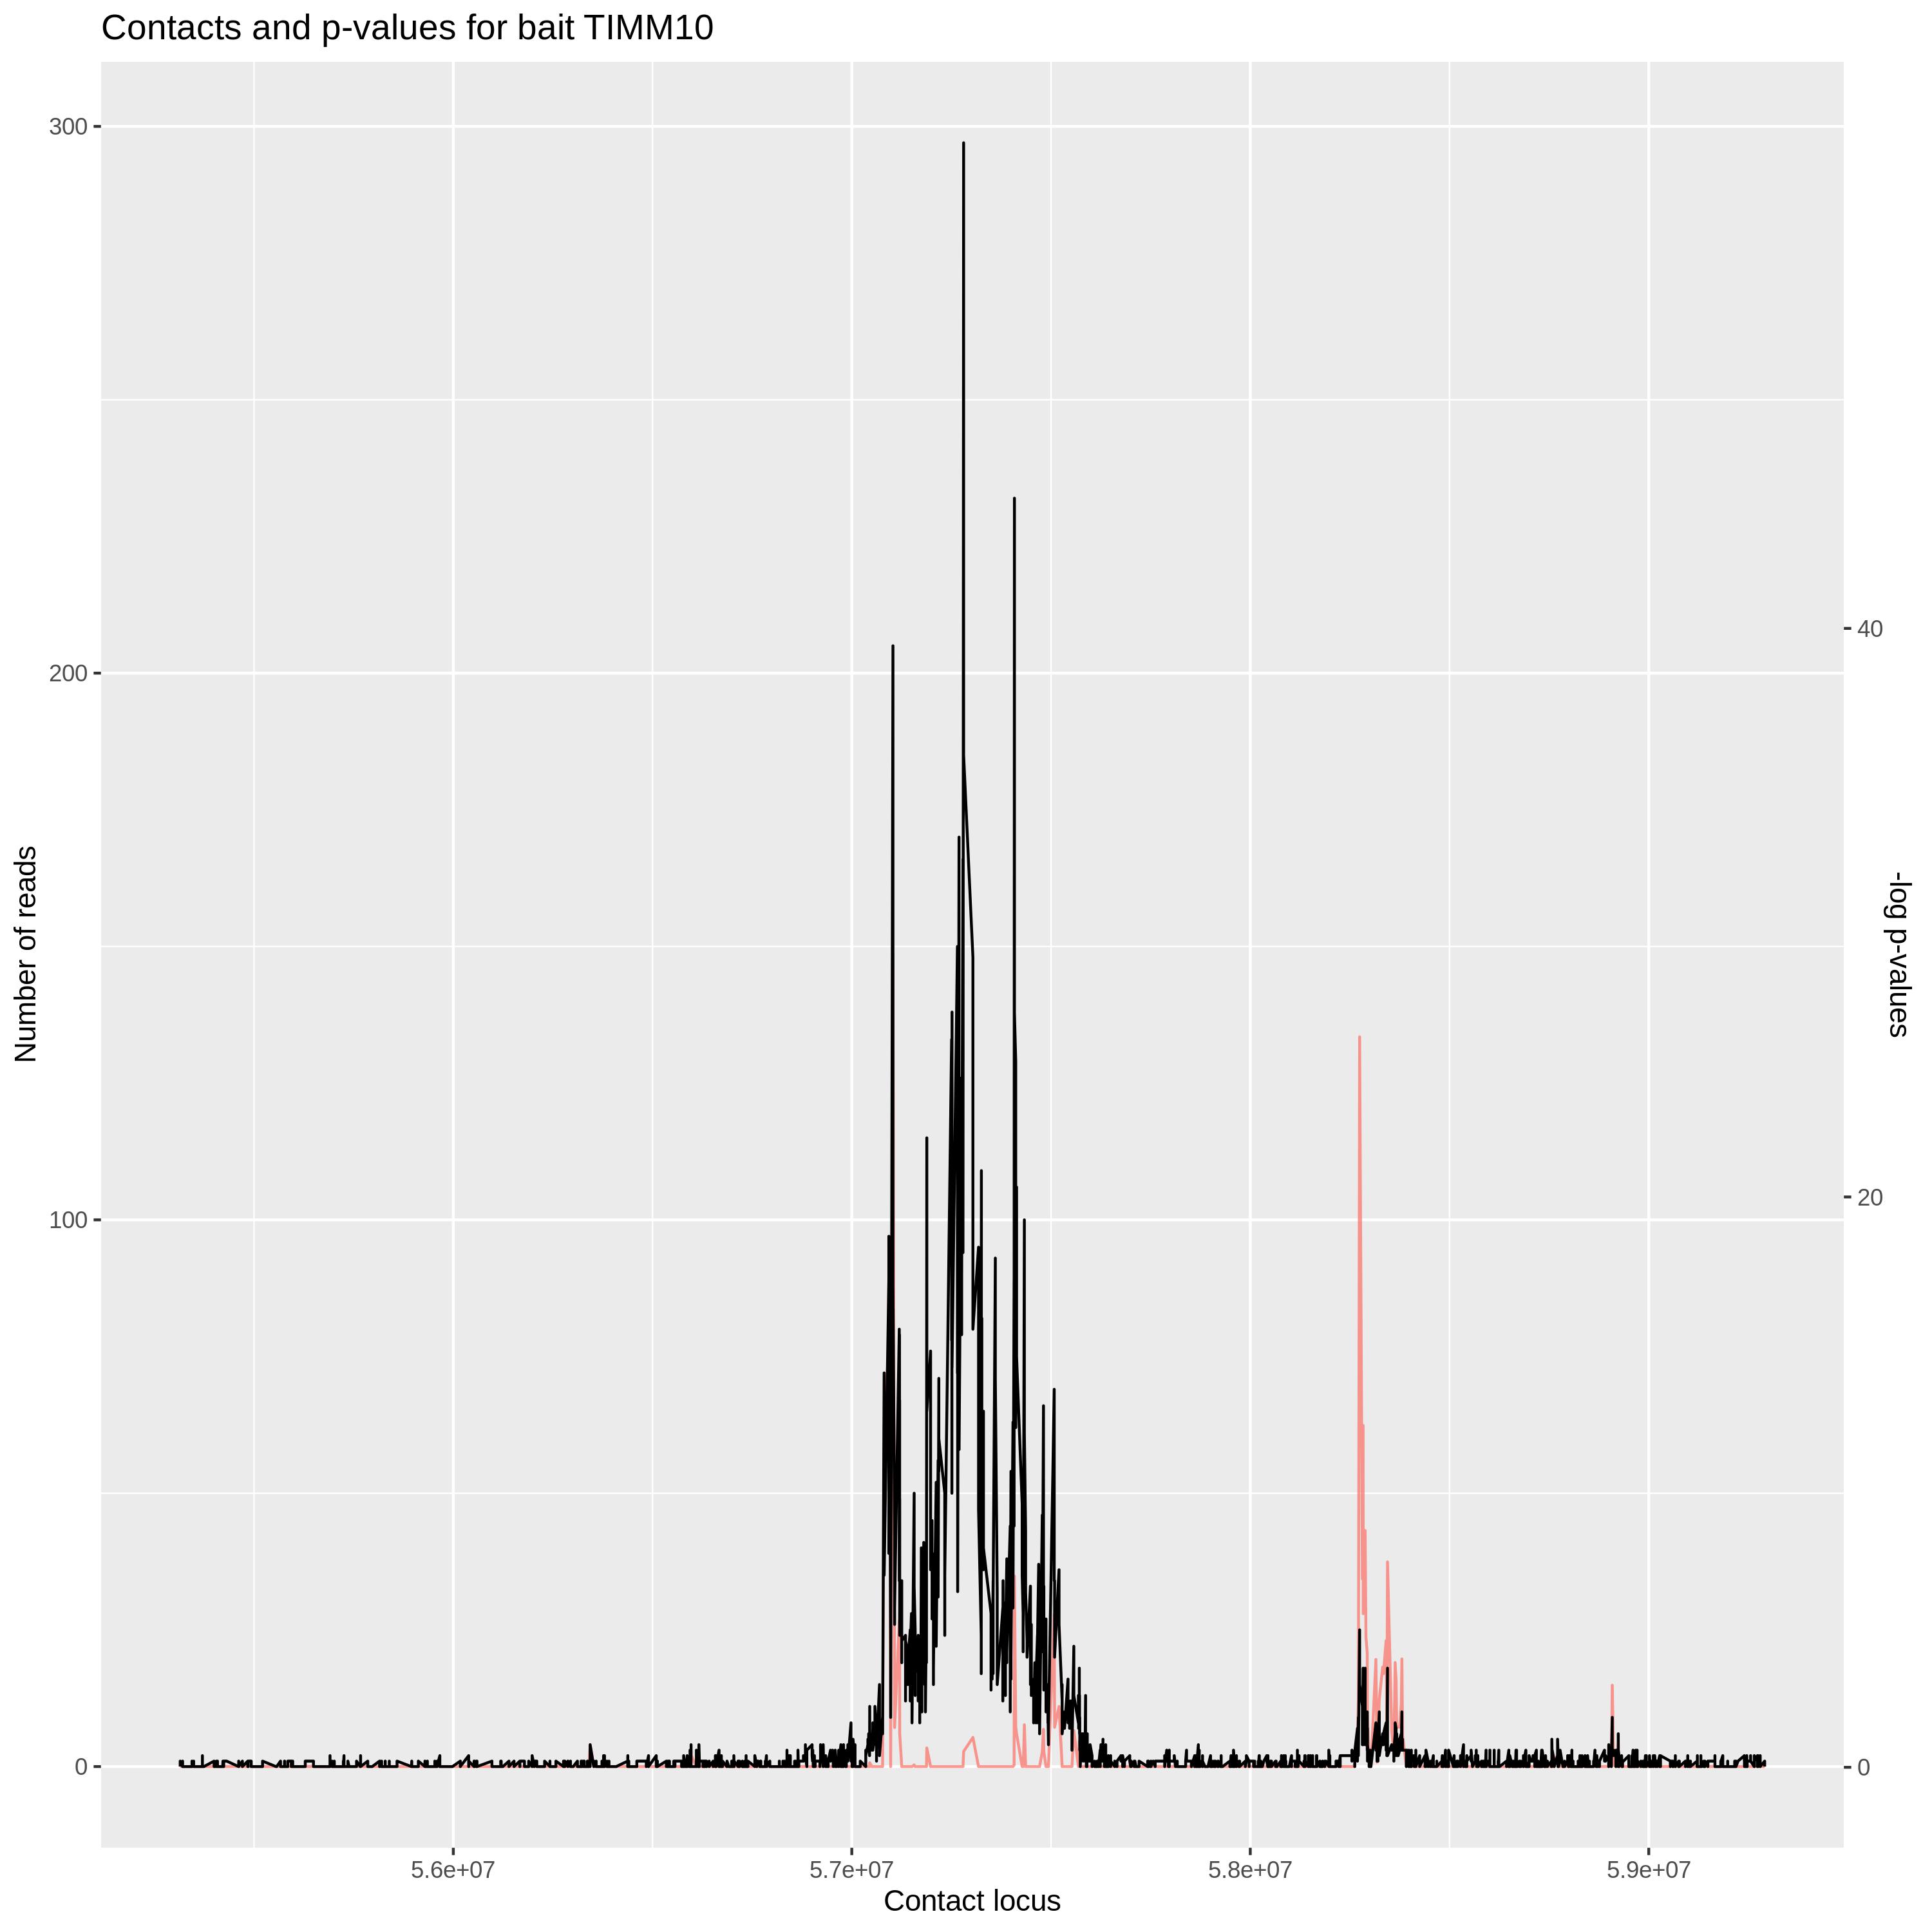 Contacts and p-values for bait TIMM10
300
200
100
0
Number of reads
40
20
0
-log p-values
5.6e+07
5.7e+07
5.8e+07
5.9e+07
Contact locus